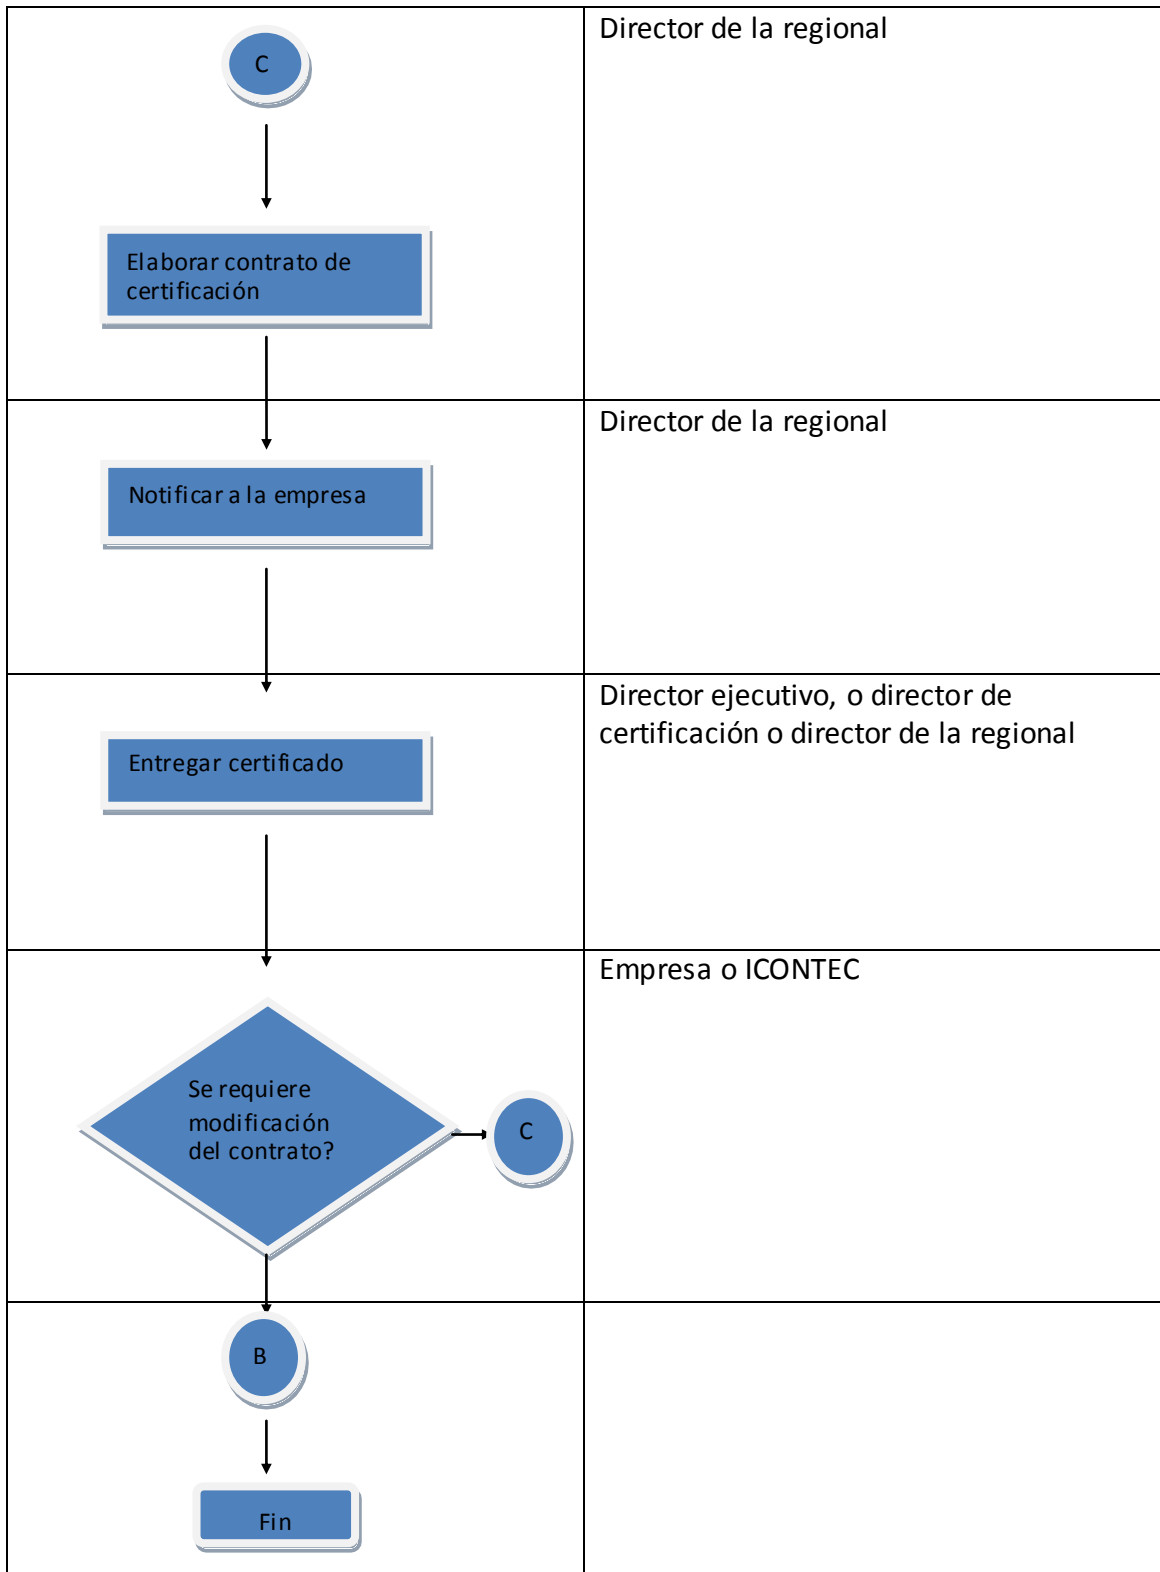 Director de la regional
C
Elaborar contrato de
certificación
Director de la regional
Notificar a la empresa
Director ejecutivo, o director de
certificación o director de la regional
Entregar certificado
Empresa o ICONTEC
Se requiere
modificación
del contrato?
C
B
Fin